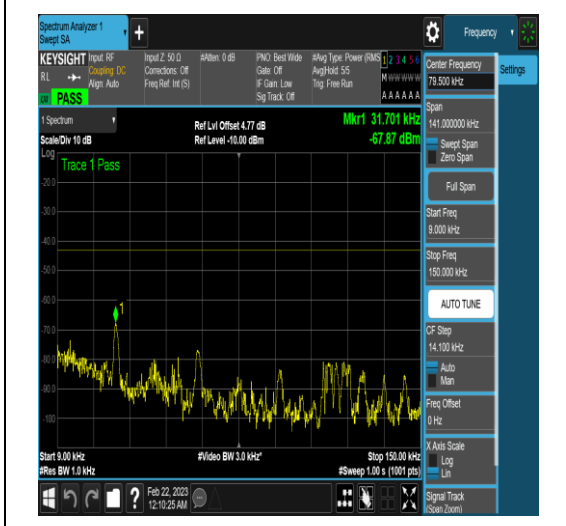 Spectrum Analyzer 1
Swept SA
Frequency
KEYSIGHT
RL
PASS
Input: RF
Coupling: DC
Align: Auto
Input Z: 50 Ω
Corrections: Off
Freq Ref: Int (S)
#Atten: 0 dB
PNO: Best Wide
Gate: Off
IF Gain: Low
Sig Track: Off
#Avg Type: Power (RMS
Avg|Hold: 5/5
Trig: Free Run
1 2 3 4 5 6
M W W W W W
A A A A A A
1 Spectrum
Scale/Div 10 dB
Log
Ref Lvl Offset 4.77 dB
Ref Level -10.00 dBm
Mkr1 31.701 kHz
-67.87 dBm
Trace 1 Pass
-20.0
-30.0
-40.0
-50.0
-60.0
-70.0
-80.0
-90.0
-100
1
Start 9.00 kHz
#Res BW 1.0 kHz
#Video BW 3.0 kHz*
Stop 150.00 kHz
#Sweep 1.00 s (1001 pts)
Feb 22, 2023
12:10:25 AM
Center Frequency
79.500 kHz
Settings
Span
141.000000 kHz
Swept Span
Zero Span
Full Span
Start Freq
9.000 kHz
Stop Freq
150.000 kHz
AUTO TUNE
CF Step
14.100 kHz
Auto
Man
Freq Offset
0 Hz
X Axis Scale
Log
Lin
Signal Track
(Span Zoom)